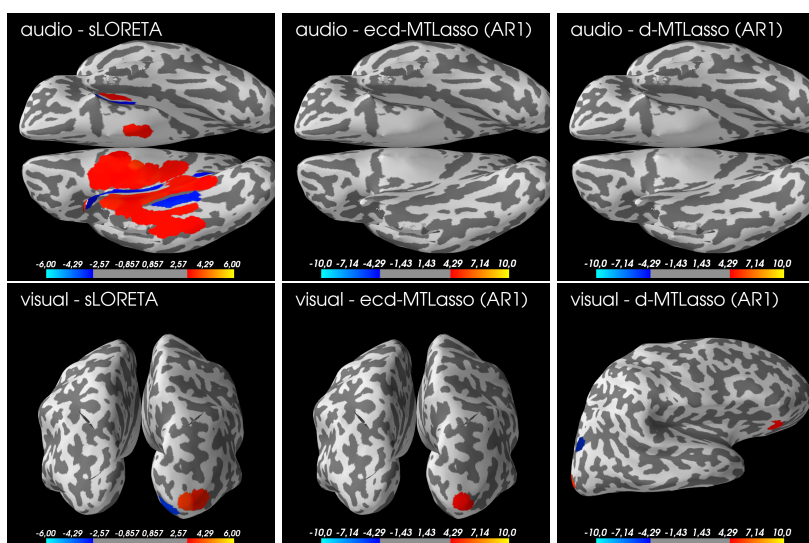 audio - sLORETA
audio - ecd-MTLasso (AR1)
audio - d-MTLasso (AR1)
-6,00 -4,29 -2,57 -0,857 -0,857 2,57 4,29 6,00
-10,0 -7,14 -4,29 -1,43 -1,43 4,29 7,14 10,0
-10,0 -7,14 -4,29 -1,43 -1,43 4,29 7,14 10,0
visual - sLORETA
visual - ecd-MTLasso (AR1)
visual - d-MTLasso (AR1)
-6,00 -4,29 -2,57 -0,857 -0,857 2,57 4,29 6,00
-10,0 -7,14 -4,29 -1,43 -1,43 4,29 7,14 10,0
-10,0 -7,14 -4,29 -1,43 -1,43 4,29 7,14 10,0